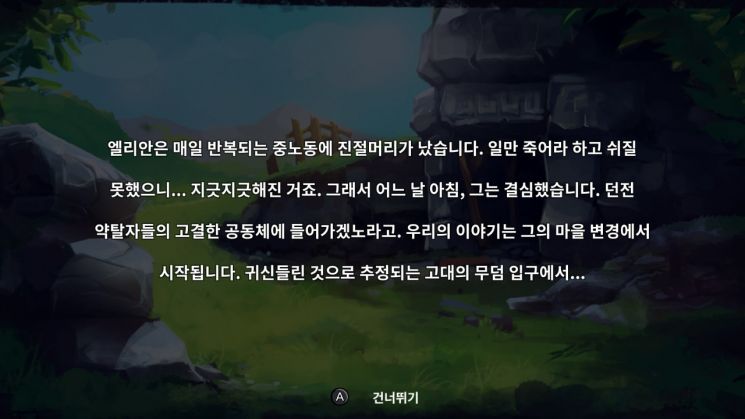 엘리안은 매일 반복되는 중노동에 진절머리가 났습니다. 일만 죽어라 하고 쉬질
못했으니... 지긋지긋해진 거죠. 그래서 어느 날 아침, 그는 결심했습니다. 던전
약탈자들의 고결한 공동체에 들어가겠노라고. 우리의 이야기는 그의 마을 변경에서
시작됩니다. 귀신들린 것으로 추정되는 고대의 무덤 입구에서...
A 건너뛰기